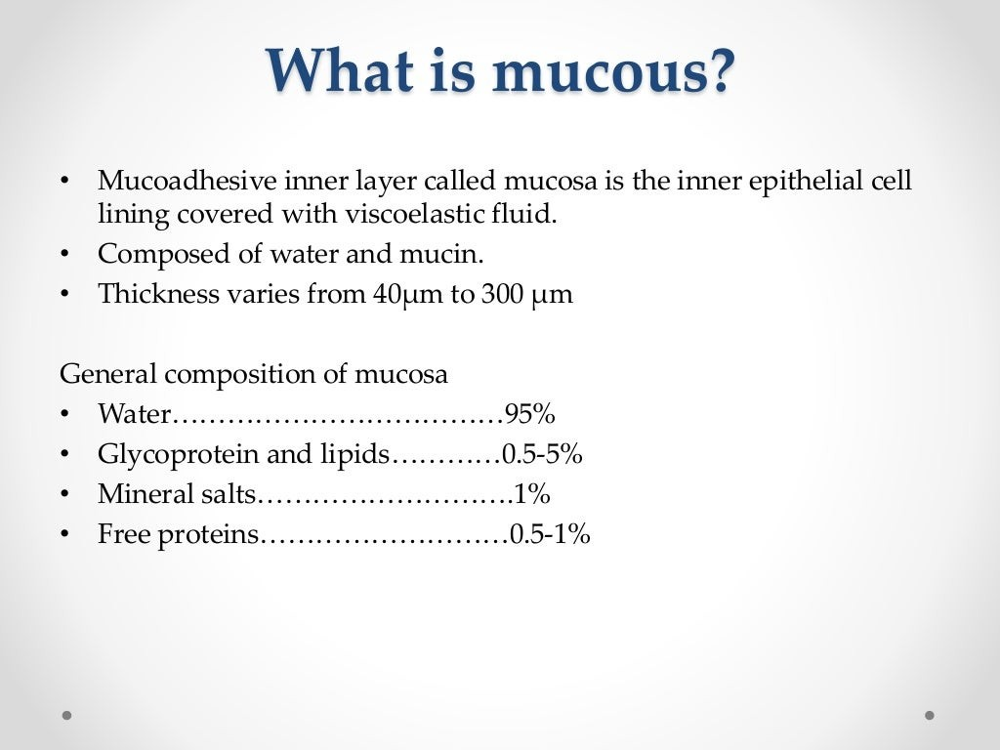 What is mucous?
• Mucoadhesive inner layer called mucosa is the inner epithelial cell
lining covered with viscoelastic fluid.
• Composed of water and mucin.
• Thickness varies from 40μm to 300 μm
General composition of mucosa
• Water………………………………95%
• Glycoprotein and lipids…………0.5-5%
• Mineral salts……………………….1%
• Free proteins………………………0.5-1%